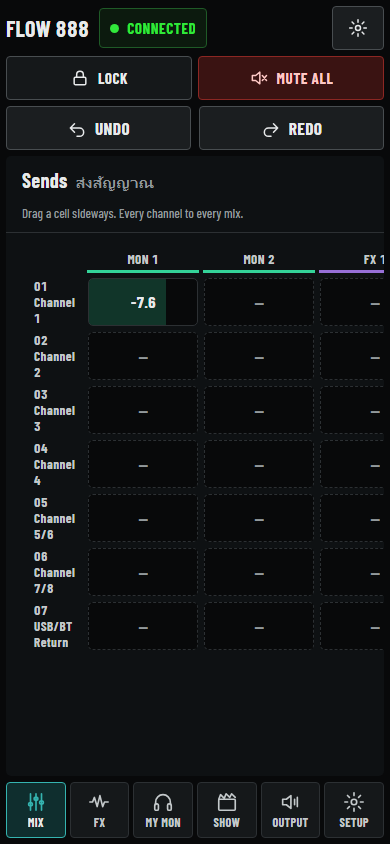 FLOW 888
CONNECTED
LOCK
MUTE ALL
UNDO
REDO
Sends ส่งสัญญาณ
Drag a cell sideways. Every channel to every mix.
MON 1
MON 2
FX 1
01
Channel
1
-7.6
—
—
02
Channel
2
—
—
—
03
Channel
3
—
—
—
04
Channel
4
—
—
—
05
Channel
5/6
—
—
—
06
Channel
7/8
—
—
—
07
USB/BT
Return
—
—
—
MIX
FX
MY MON
SHOW
OUTPUT
SETUP